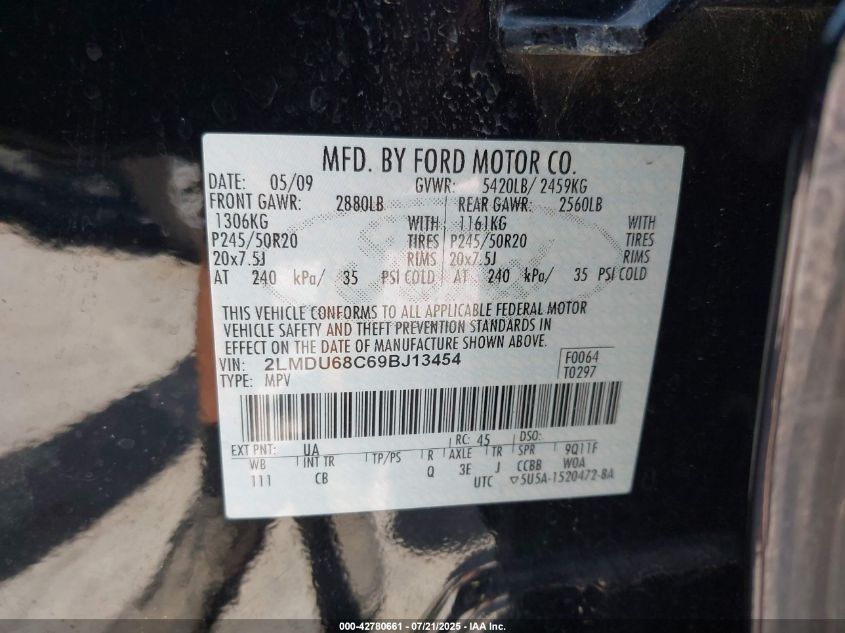 MFD. BY FORD MOTOR CO.
DATE: 05/09 GVWR: 5420LB/ 2459KG
FRONT GAWR: 2880LB REAR GAWR: 2560LB
1306KG WITH 1161KG WITH
P245/50R20 TIRES P245/50R20 TIRES
20x7.5J RIMS 20x7.5J RIMS
AT 240 kPa/ 35 PSI COLD AT 240 kPa/ 35 PSI COLD
THIS VEHICLE CONFORMS TO ALL APPLICABLE FEDERAL MOTOR
VEHICLE SAFETY AND THEFT PREVENTION STANDARDS IN
EFFECT ON THE DATE OF MANUFACTURE SHOWN ABOVE.
VIN: 2LMDU68C69BJ13454 F0064
TYPE: MPV T0297
EXT PNT: UA RC: 45 DSO:
WB INT TR TP/PS R AXLE TR SPR 9Q11F
111 CB Q 3E J CCBB WOA
UTC ▽5U5A-1520472-BA
000-42780661 - 07/21/2025 - IAA Inc.